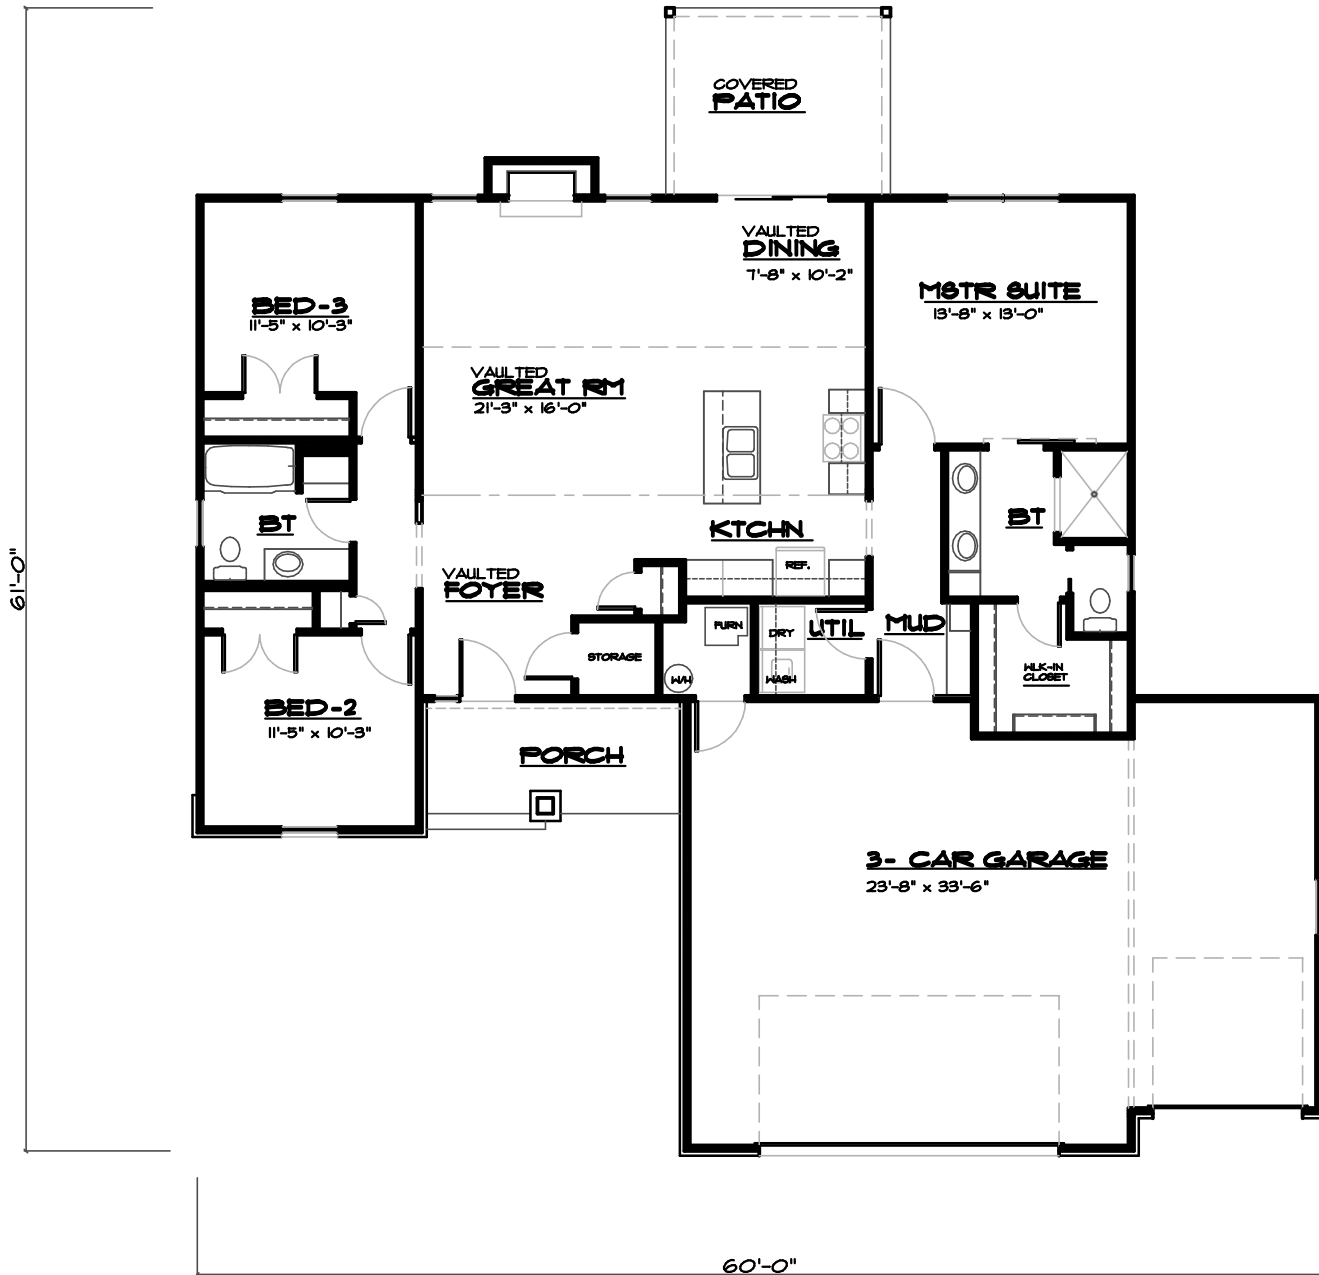 COVERED
PATIO
VAULTED
DINING
7'-8" x 10'-2"
BED-3
11'-5" x 10'-3"
MSTR SUITE
13'-8" x 13'-0"
VAULTED
GREAT RM
21'-3" x 16'-0"
BT
KTCHN
BT
REF.
VAULTED
FOYER
61'-0"
FURN
DRY
UTIL
MUD
STORAGE
W/H
WASH
WLK-IN
CLOSET
BED-2
11'-5" x 10'-3"
PORCH
3- CAR GARAGE
23'-8" x 33'-6"
60'-0"